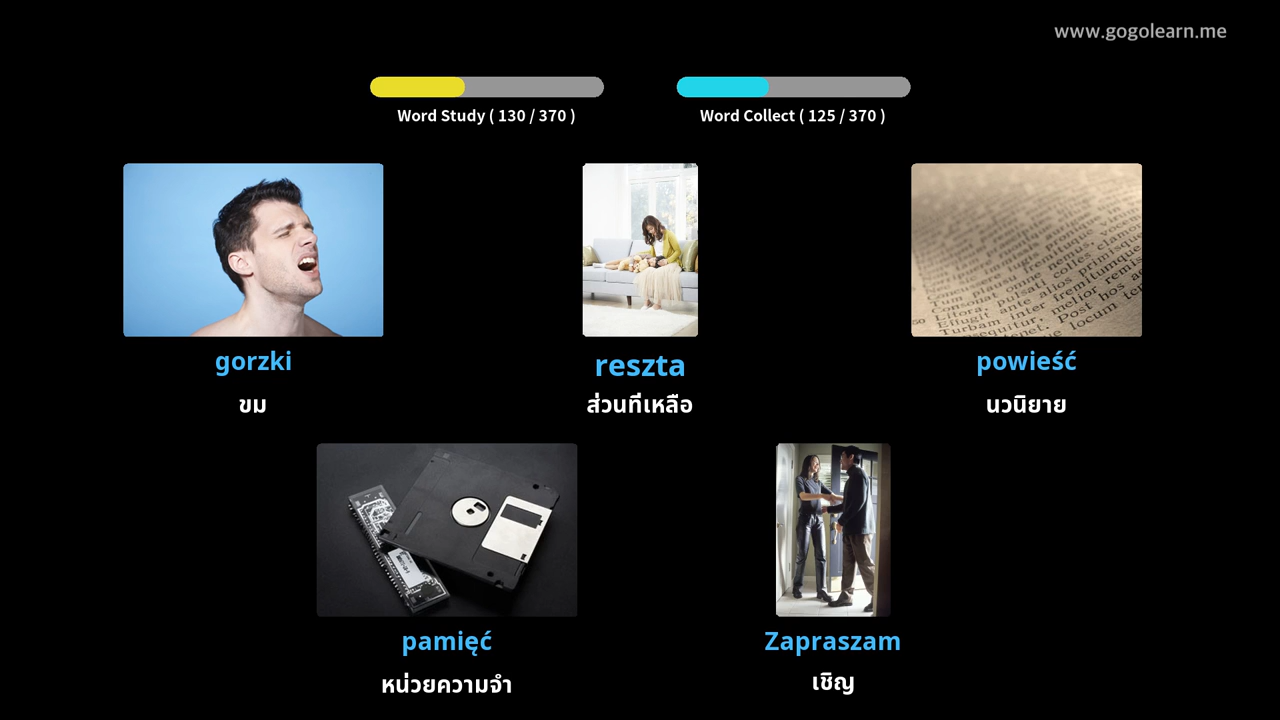 www.gogolearn.me
Word Study ( 130 / 370 )
Word Collect ( 125 / 370 )
gorzki
ขม
reszta
ส่วนที่เหลือ
powieść
นวนิยาย
pamięć
หน่วยความจำ
Zapraszam
เชิญ